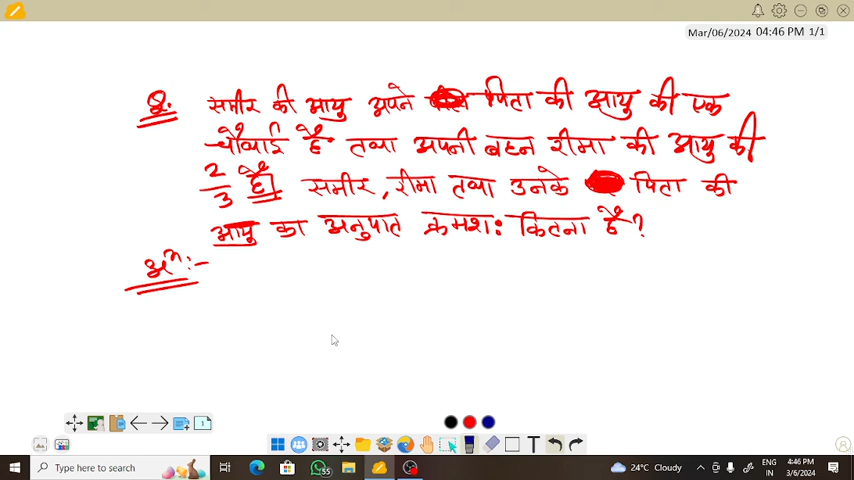 Mar/06/2024 04:46 PM 1/1
Q. समीर की आयु अपने पिता की आयु की एक
चौथाई है तथा अपनी बहन रीमा की आयु की
2/3 है। समीर, रीमा तथा उनके पिता की
आयु का अनुपात क्रमश: कितना है?
1
T
Type here to search
55
24°C Cloudy
ENG
IN
4:46 PM
3/6/2024